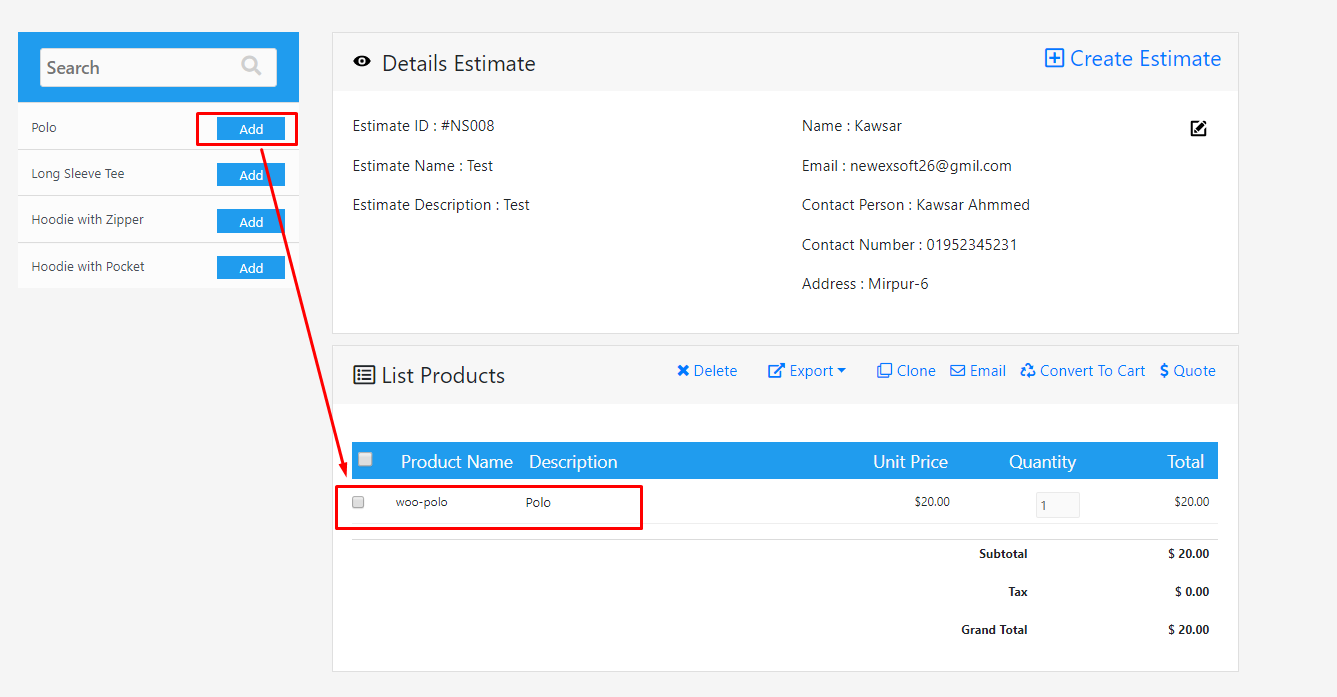 Search
Polo Add
Long Sleeve Tee Add
Hoodie with Zipper Add
Hoodie with Pocket Add
Details Estimate Create Estimate
Estimate ID : #NS008
Estimate Name : Test
Estimate Description : Test
Name : Kawsar
Email : newexsoft26@gmil.com
Contact Person : Kawsar Ahmmed
Contact Number : 01952345231
Address : Mirpur-6
List Products Delete Export Clone Email Convert To Cart $ Quote
Product Name Description Unit Price Quantity Total
woo-polo Polo $20.00 1 $20.00
Subtotal $ 20.00
Tax $ 0.00
Grand Total $ 20.00